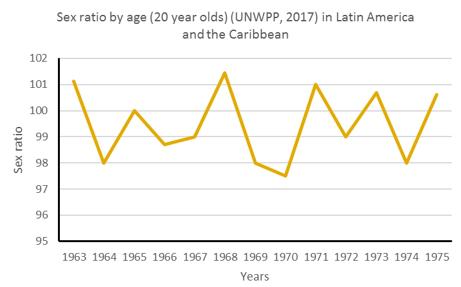 Sex ratio by age (20 year olds) (UNWPP, 2017) in Latin America
and the Caribbean
102
101
100
99
98
97
96
95
Sex ratio
1963 1964 1965 1966 1967 1968 1969 1970 1971 1972 1973 1974 1975
Years